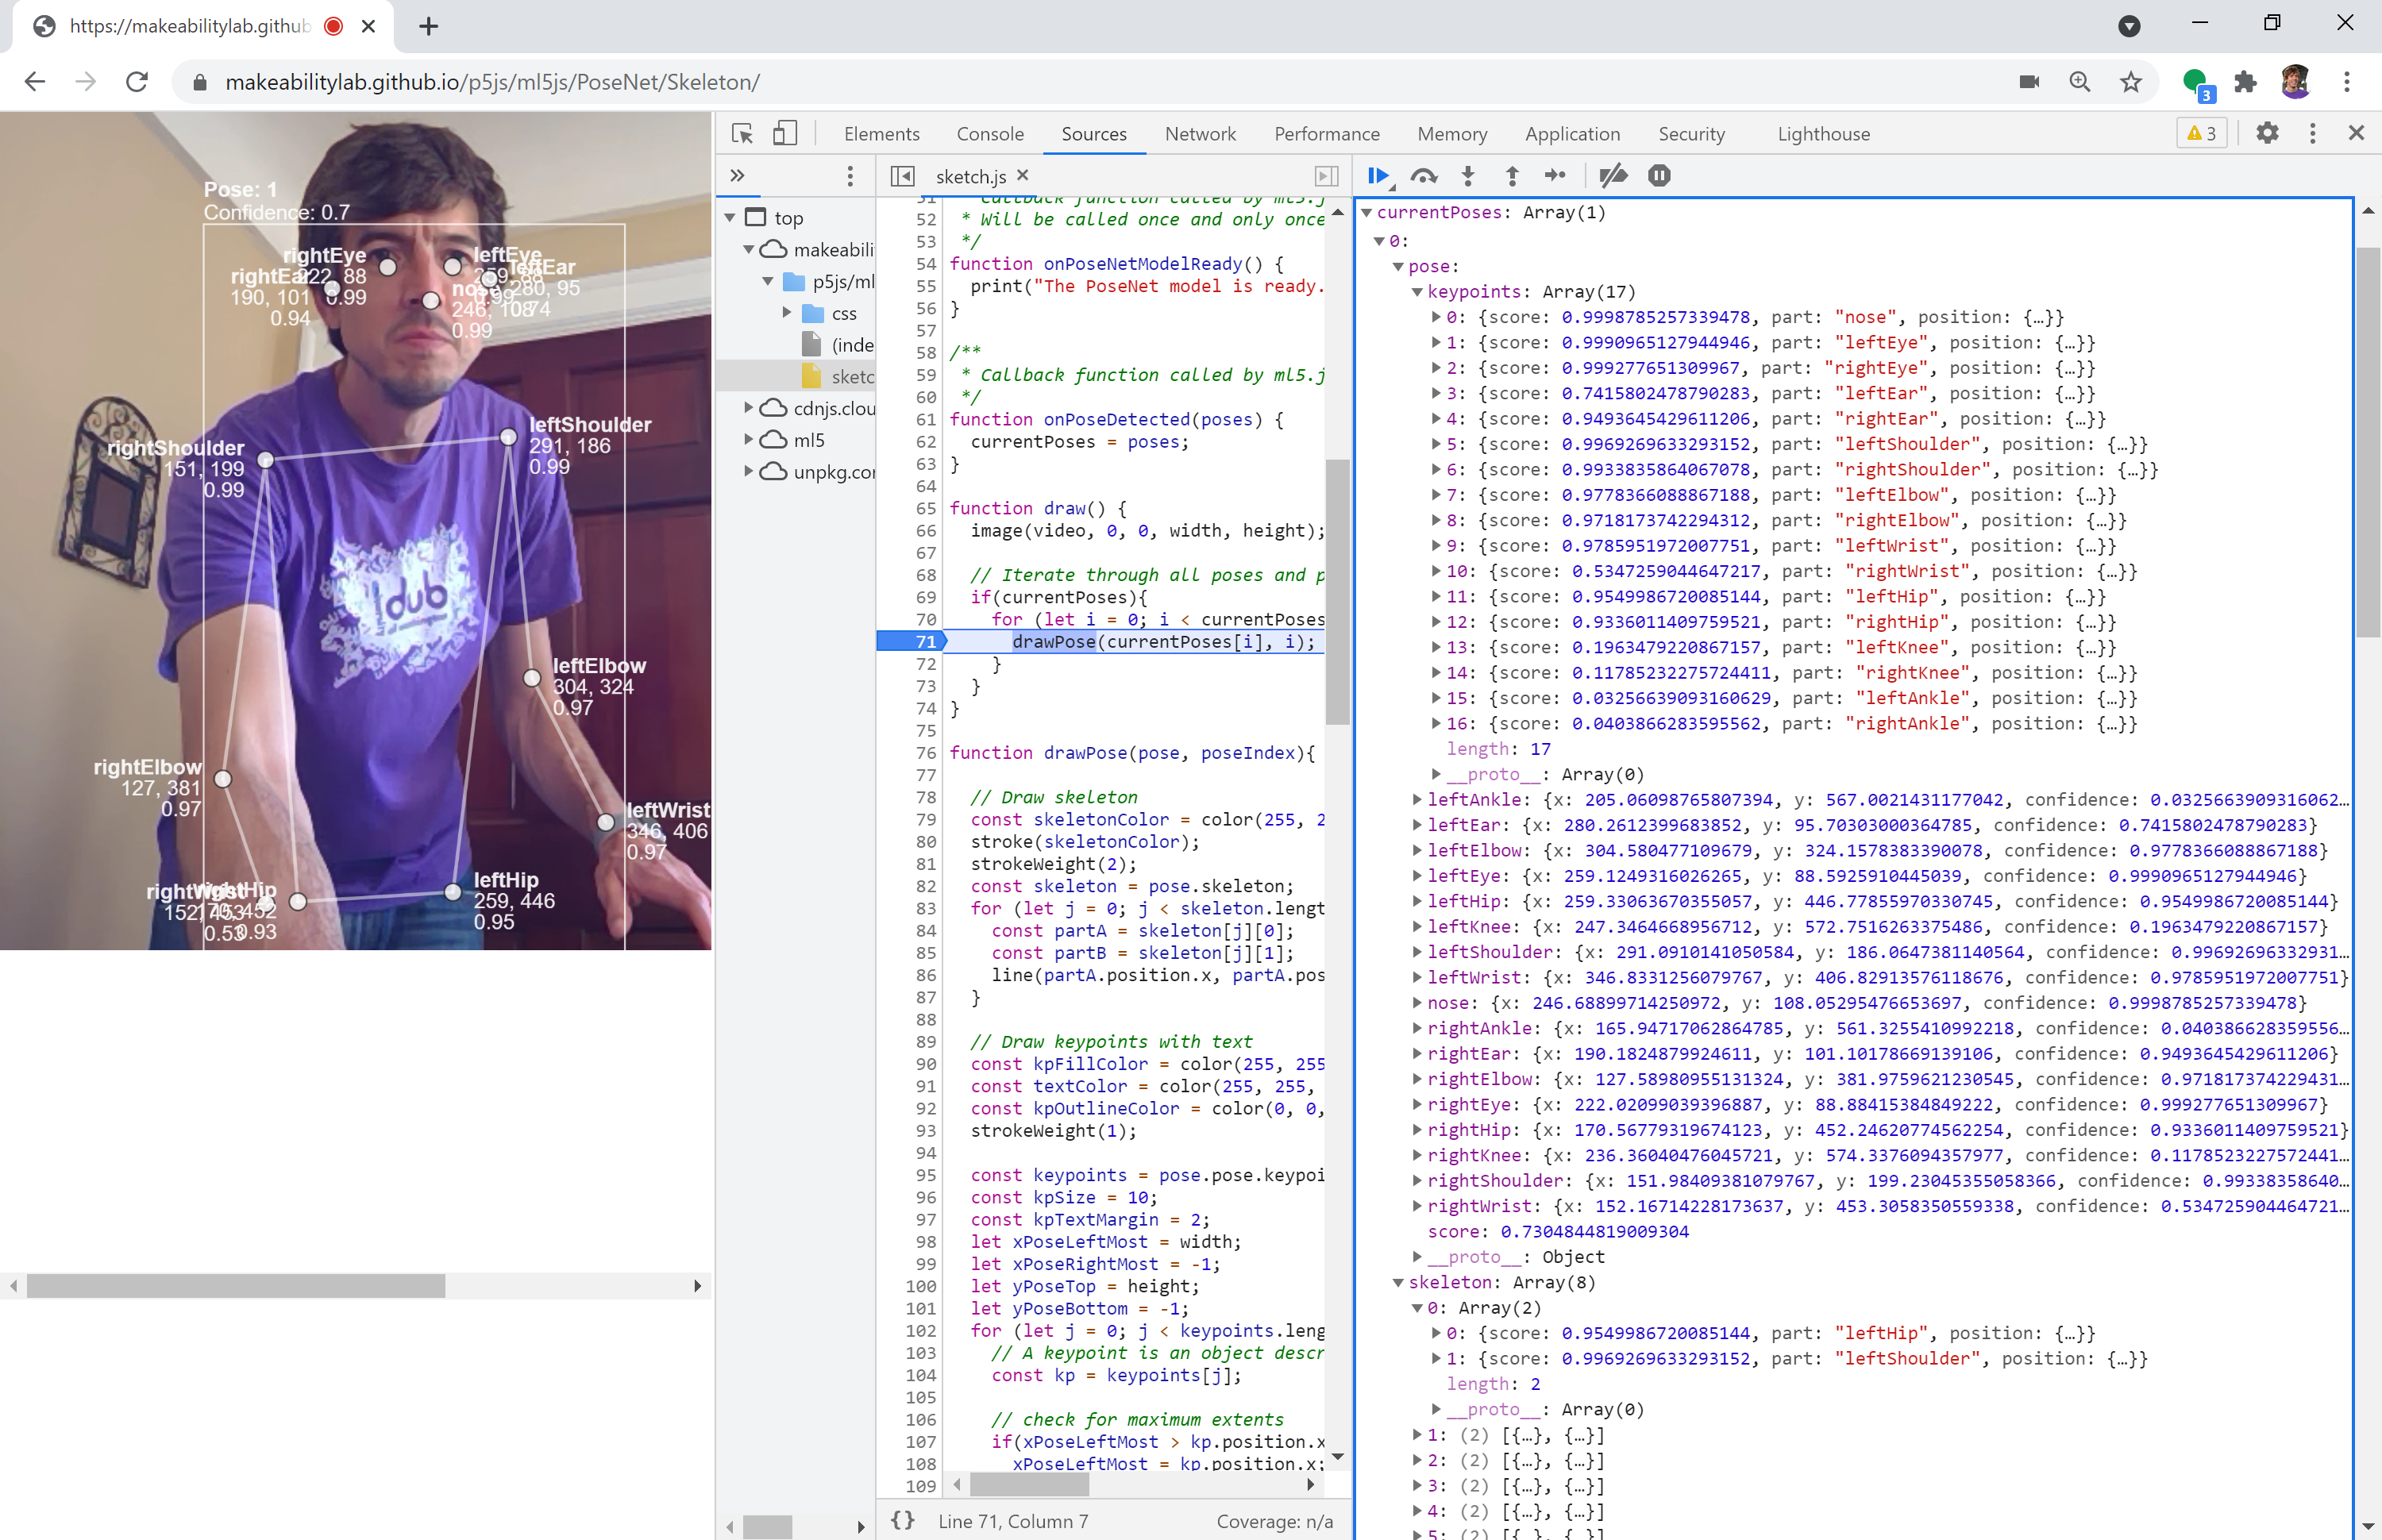 https://makeabilitylab.github
makeabilitylab.github.io/p5js/ml5js/PoseNet/Skeleton/
3
Elements Console Sources Network Performance Memory Application Security Lighthouse
3
sketch.js
Pose: 1
Confidence: 0.7
rightEye
222, 88
0.99
leftEye
leftEar
280, 95
rightEar
190, 101
0.94
nose
246, 108
0.99
rightShoulder
151, 199
0.99
leftShoulder
291, 186
0.99
dub
leftElbow
304, 324
0.97
rightElbow
127, 381
0.97
leftWrist
346, 406
0.97
leftHip
259, 446
0.95
rightWrist
rightHip
0.53
0.93
top
makeabili
p5js/ml
css
(inde
sketc
cdnjs.clou
ml5
unpkg.cor
51 * Callback function called by ml5.j
52 * Will be called once and only once
53 */
54 function onPoseNetModelReady() {
55 print("The PoseNet model is ready.
56 }
57
58 /**
59 * Callback function called by ml5.j
60 */
61 function onPoseDetected(poses) {
62 currentPoses = poses;
63 }
64
65 function draw() {
66 image(video, 0, 0, width, height);
67
68 // Iterate through all poses and p
69 if(currentPoses){
70 for (let i = 0; i < currentPoses
71 drawPose(currentPoses[i], i);
72 }
73 }
74 }
75
76 function drawPose(pose, poseIndex){
77
78 // Draw skeleton
79 const skeletonColor = color(255, 2
80 stroke(skeletonColor);
81 strokeWeight(2);
82 const skeleton = pose.skeleton;
83 for (let j = 0; j < skeleton.lengt
84 const partA = skeleton[j][0];
85 const partB = skeleton[j][1];
86 line(partA.position.x, partA.pos
87 }
88
89 // Draw keypoints with text
90 const kpFillColor = color(255, 255
91 const textColor = color(255, 255,
92 const kpOutlineColor = color(0, 0,
93 strokeWeight(1);
94
95 const keypoints = pose.pose.keypoi
96 const kpSize = 10;
97 const kpTextMargin = 2;
98 let xPoseLeftMost = width;
99 let xPoseRightMost = -1;
100 let yPoseTop = height;
101 let yPoseBottom = -1;
102 for (let j = 0; j < keypoints.leng
103 // A keypoint is an object descr
104 const kp = keypoints[j];
105
106 // check for maximum extents
107 if(xPoseLeftMost > kp.position.x
108 xPoseLeftMost = kp.position.x;
109
{} Line 71, Column 7 Coverage: n/a
currentPoses: Array(1)
0:
pose:
keypoints: Array(17)
0: {score: 0.9998785257339478, part: "nose", position: {…}}
1: {score: 0.9990965127944946, part: "leftEye", position: {…}}
2: {score: 0.999277651309967, part: "rightEye", position: {…}}
3: {score: 0.7415802478790283, part: "leftEar", position: {…}}
4: {score: 0.9493645429611206, part: "rightEar", position: {…}}
5: {score: 0.9969269633293152, part: "leftShoulder", position: {…}}
6: {score: 0.9933835864067078, part: "rightShoulder", position: {…}}
7: {score: 0.9778366088867188, part: "leftElbow", position: {…}}
8: {score: 0.9718173742294312, part: "rightElbow", position: {…}}
9: {score: 0.9785951972007751, part: "leftWrist", position: {…}}
10: {score: 0.5347259044647217, part: "rightWrist", position: {…}}
11: {score: 0.9549986720085144, part: "leftHip", position: {…}}
12: {score: 0.9336011409759521, part: "rightHip", position: {…}}
13: {score: 0.1963479220867157, part: "leftKnee", position: {…}}
14: {score: 0.11785232275724411, part: "rightKnee", position: {…}}
15: {score: 0.03256639093160629, part: "leftAnkle", position: {…}}
16: {score: 0.0403866283595562, part: "rightAnkle", position: {…}}
length: 17
__proto__: Array(0)
leftAnkle: {x: 205.06098765807394, y: 567.0021431177042, confidence: 0.0325663909316062…
leftEar: {x: 280.2612399683852, y: 95.70303000364785, confidence: 0.7415802478790283}
leftElbow: {x: 304.580477109679, y: 324.1578383390078, confidence: 0.9778366088867188}
leftEye: {x: 259.1249316026265, y: 88.5925910445039, confidence: 0.9990965127944946}
leftHip: {x: 259.33063670355057, y: 446.77855970330745, confidence: 0.9549986720085144}
leftKnee: {x: 247.3464668956712, y: 572.7516263375486, confidence: 0.1963479220867157}
leftShoulder: {x: 291.0910141050584, y: 186.0647381140564, confidence: 0.99692696332931…
leftWrist: {x: 346.8331256079767, y: 406.82913576118676, confidence: 0.9785951972007751}
nose: {x: 246.68899714250972, y: 108.05295476653697, confidence: 0.9998785257339478}
rightAnkle: {x: 165.94717062864785, y: 561.3255410992218, confidence: 0.040386628359556…
rightEar: {x: 190.1824879924611, y: 101.10178669139106, confidence: 0.9493645429611206}
rightElbow: {x: 127.58980955131324, y: 381.9759621230545, confidence: 0.971817374229431…
rightEye: {x: 222.02099039396887, y: 88.88415384849222, confidence: 0.999277651309967}
rightHip: {x: 170.56779319674123, y: 452.24620774562254, confidence: 0.9336011409759521}
rightKnee: {x: 236.36040476045721, y: 574.3376094357977, confidence: 0.1178523227572441…
rightShoulder: {x: 151.98409381079767, y: 199.23045355058366, confidence: 0.99338358640…
rightWrist: {x: 152.16714228173637, y: 453.3058350559338, confidence: 0.534725904464721…
score: 0.7304844819009304
__proto__: Object
skeleton: Array(8)
0: Array(2)
0: {score: 0.9549986720085144, part: "leftHip", position: {…}}
1: {score: 0.9969269633293152, part: "leftShoulder", position: {…}}
length: 2
__proto__: Array(0)
1: (2) [{…}, {…}]
2: (2) [{…}, {…}]
3: (2) [{…}, {…}]
4: (2) [{…}, {…}]
5: (2) [{…}, {…}]